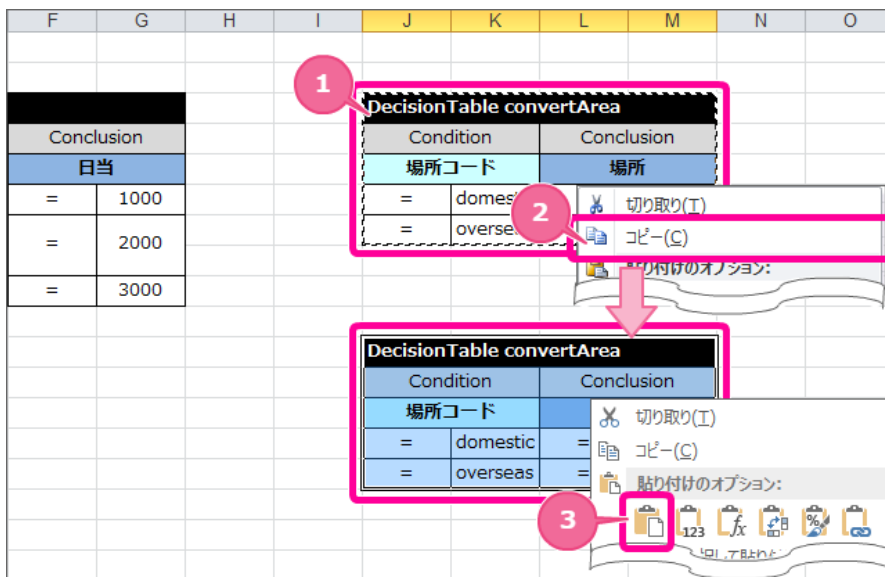 F G H I J K L M N O
1
DecisionTable convertArea
Conclusion Condition Conclusion
日当 場所コード 場所
= 1000 = domes
切り取り(T)
2
= 2000 = overse
コピー(C)
貼り付けのオプション:
= 3000
DecisionTable convertArea
Condition Conclusion
場所コード
切り取り(T)
= domestic =
コピー(C)
= overseas =
貼り付けのオプション:
3
123 fx %